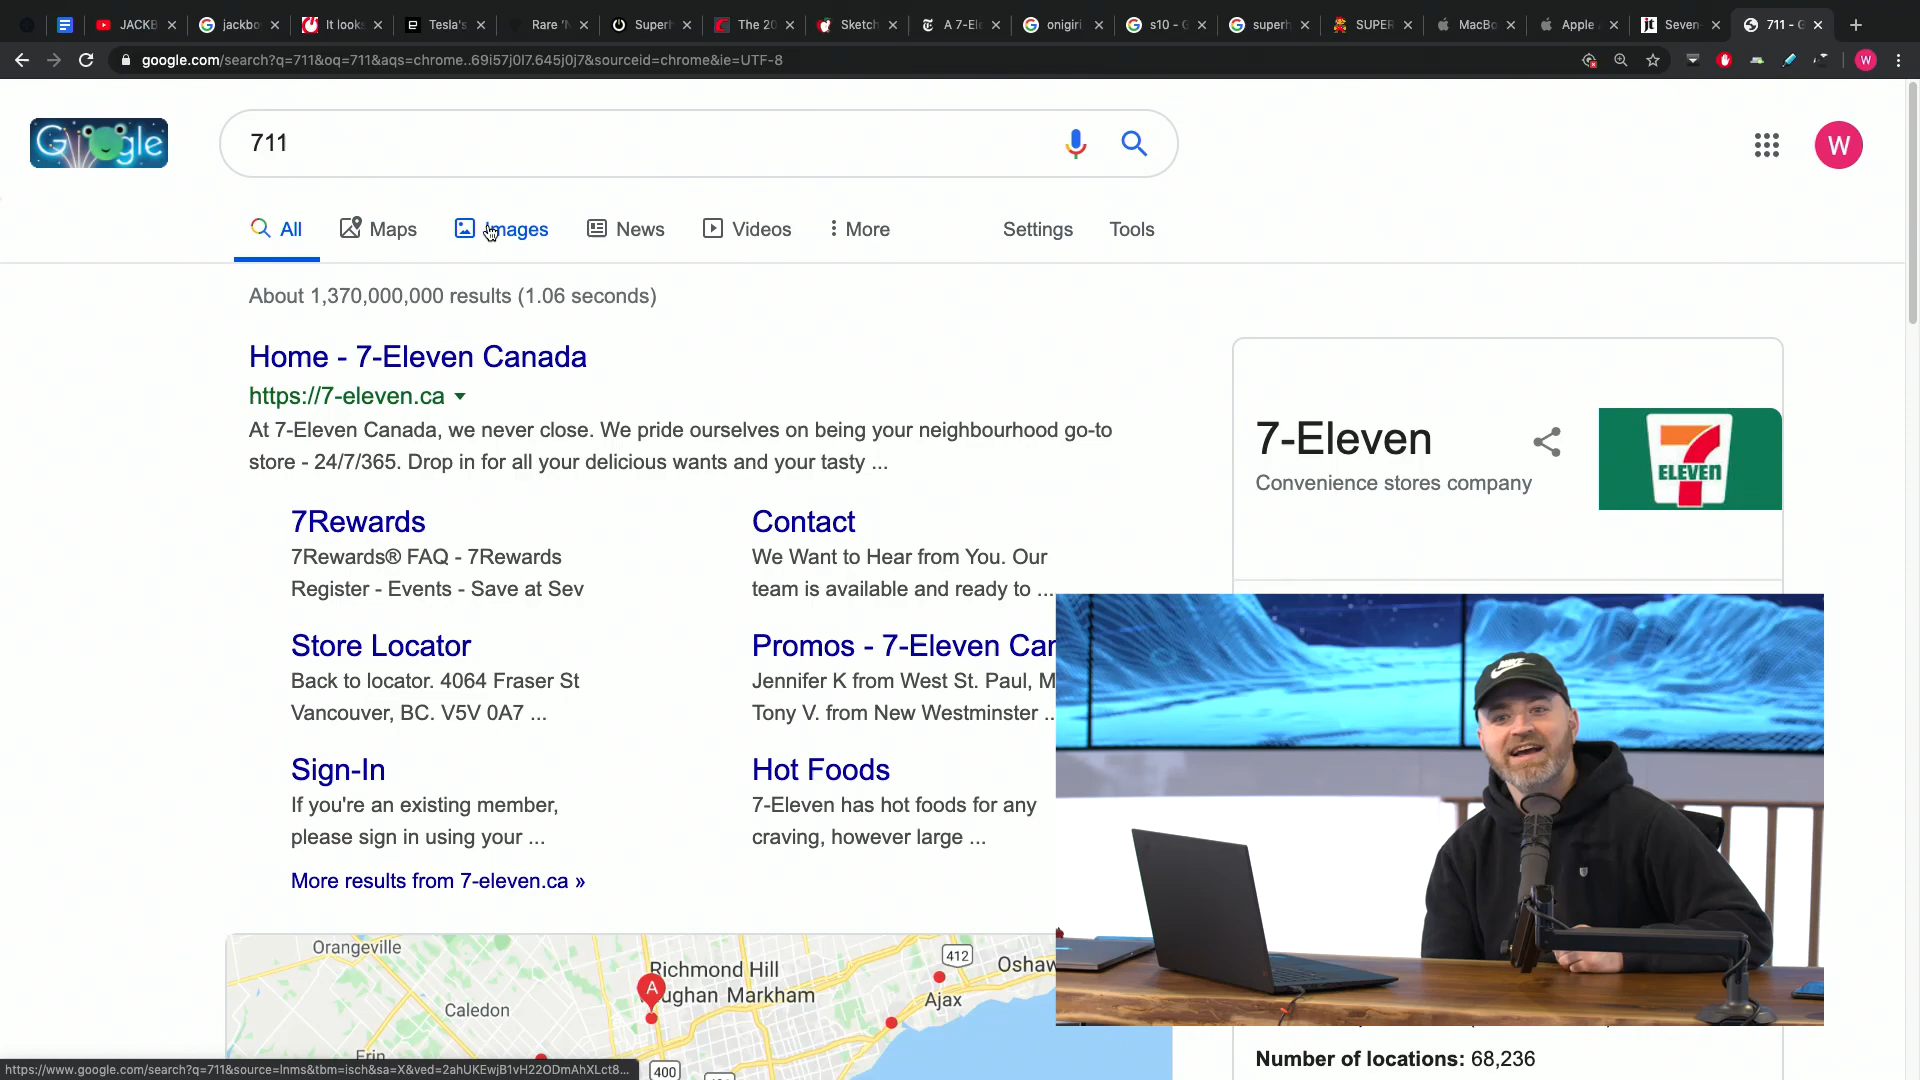 JACKB
jackbo
It look
Tesla's
Rare 'N
Superh
The 20
Sketch
A 7-Ele
onigiri
s10 - G
superh
SUPER
MacBo
Apple
Seven-
711 - G
google.com/search?q=711&oq=711&aqs=chrome..69i57j0l7.645j0j7&sourceid=chrome&ie=UTF-8
W
Google
711
W
All
Maps
Images
News
Videos
More
Settings
Tools
About 1,370,000,000 results (1.06 seconds)
Home - 7-Eleven Canada
https://7-eleven.ca
At 7-Eleven Canada, we never close. We pride ourselves on being your neighbourhood go-to
store - 24/7/365. Drop in for all your delicious wants and your tasty ...
7Rewards
7Rewards® FAQ - 7Rewards
Register - Events - Save at Sev
Contact
We Want to Hear from You. Our
team is available and ready to ...
Store Locator
Back to locator. 4064 Fraser St
Vancouver, BC. V5V 0A7 ...
Promos - 7-Eleven Car
Jennifer K from West St. Paul, M
Tony V. from New Westminster ..
Sign-In
If you're an existing member,
please sign in using your ...
Hot Foods
7-Eleven has hot foods for any
craving, however large ...
More results from 7-eleven.ca »
7-Eleven
Convenience stores company
7
ELEVEN
Orangeville
Richmond Hill
ughan Markham
A
412
Oshaw
Ajax
Caledon
Erin
400
Number of locations: 68,236
https://www.google.com/search?q=711&source=lnms&tbm=isch&sa=X&ved=2ahUKEwjB1vH22ODmAhXLct8...